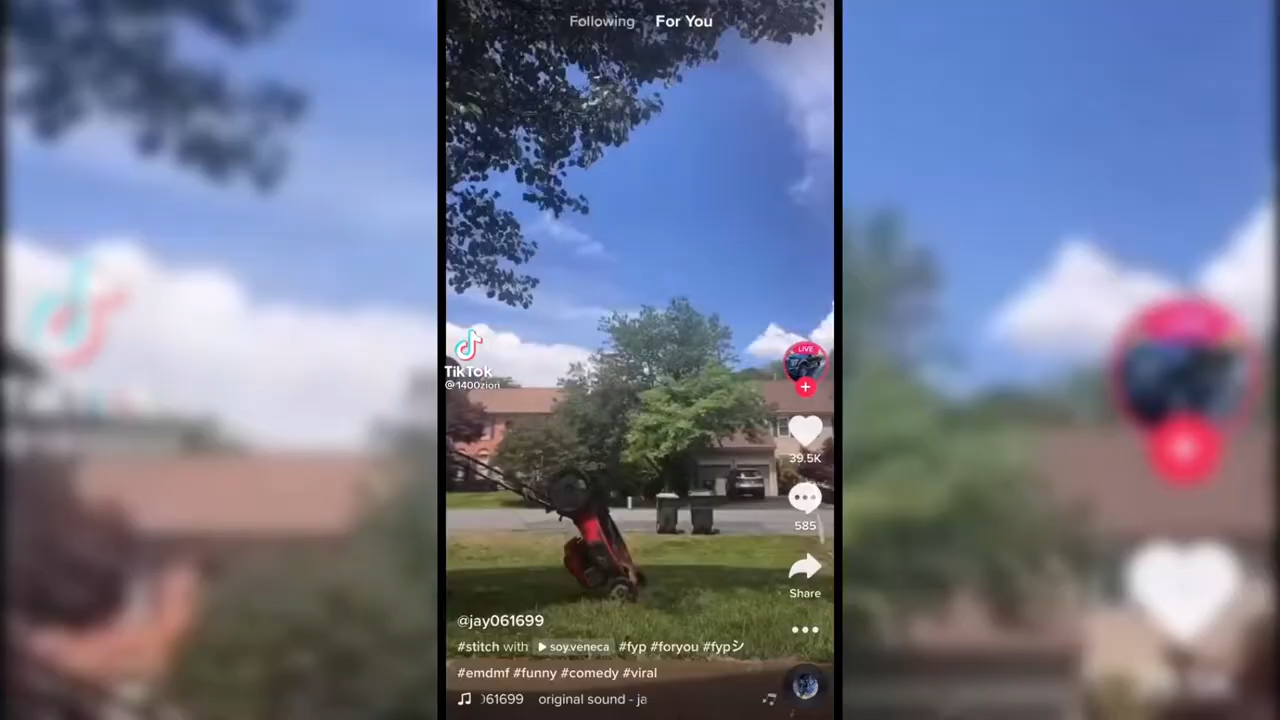 Following For You
TikTok
@1400zion
LIVE
39.5K
585
Share
@jay061699
#stitch with ▶ soy.veneca #fyp #foryou #fypシ
#emdmf #funny #comedy #viral
061699 original sound - ja